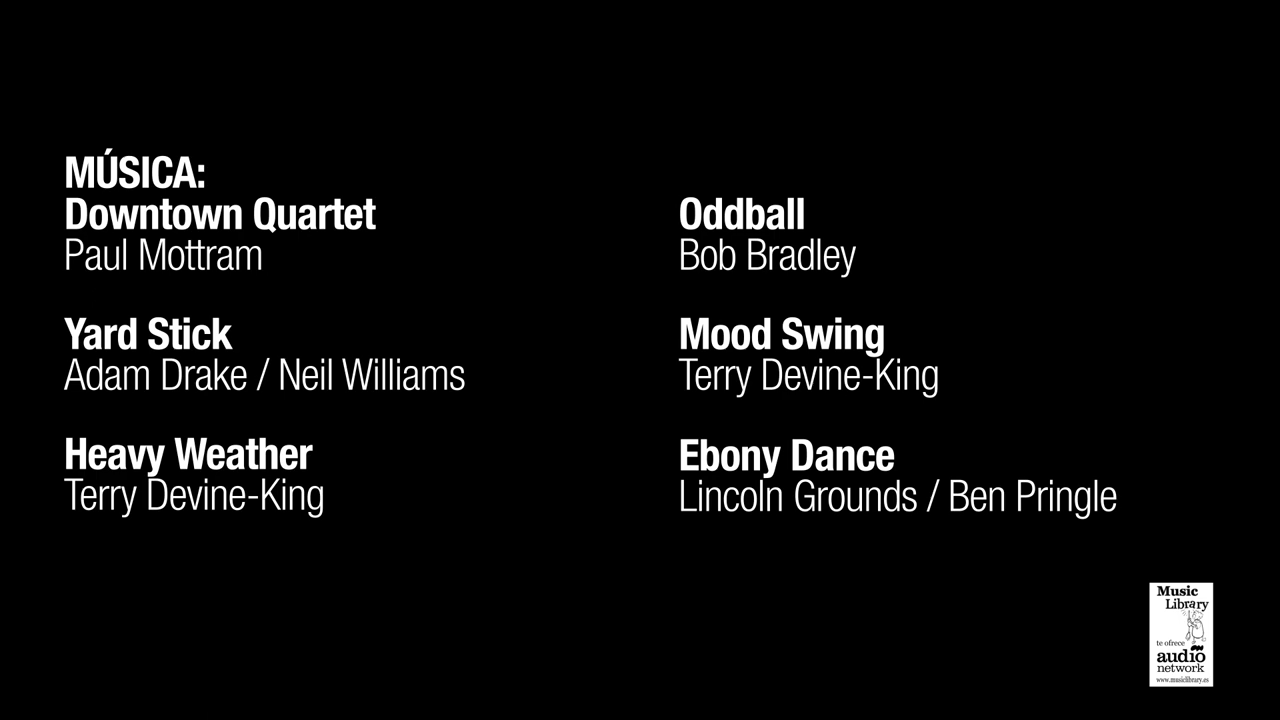 MÚSICA:
Downtown Quartet
Paul Mottram
Yard Stick
Adam Drake / Neil Williams
Heavy Weather
Terry Devine-King
Oddball
Bob Bradley
Mood Swing
Terry Devine-King
Ebony Dance
Lincoln Grounds / Ben Pringle
Music
Library
te ofrece
audio
network
www.musiclibrary.es